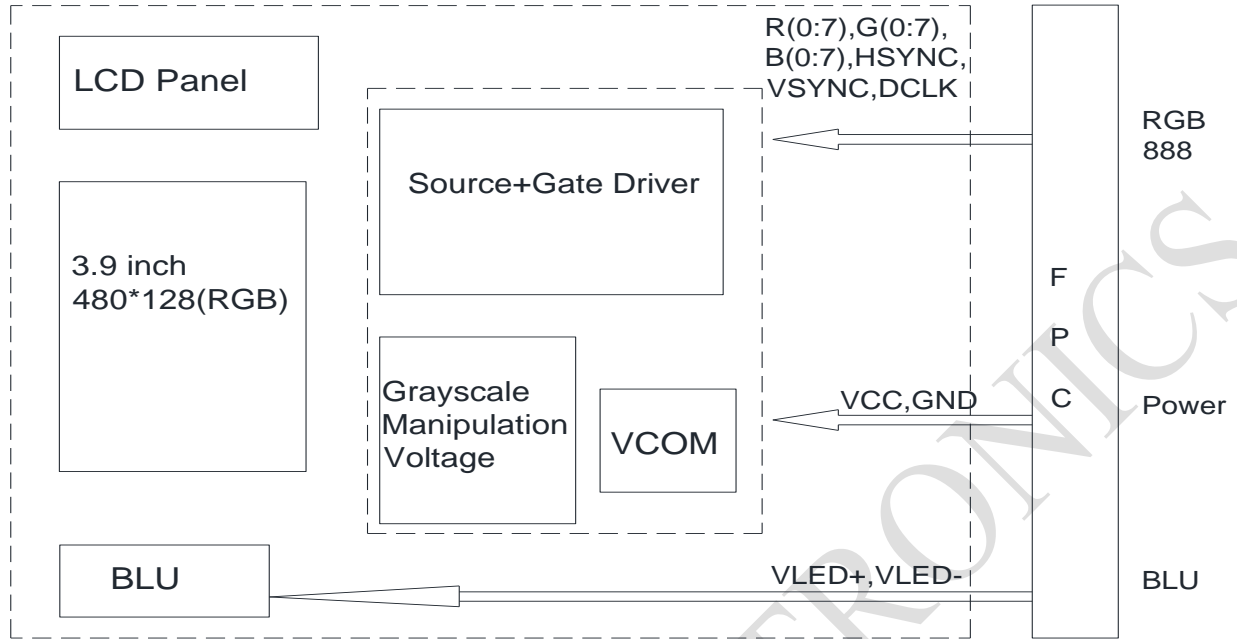 LCD Panel
3.9 inch
480*128(RGB)
BLU
Source+Gate Driver
Grayscale
Manipulation
Voltage
VCOM
R(0:7),G(0:7),
B(0:7),HSYNC,
VSYNC,DCLK
VCC,GND
VLED+,VLED-
F
P
C
RGB
888
Power
BLU